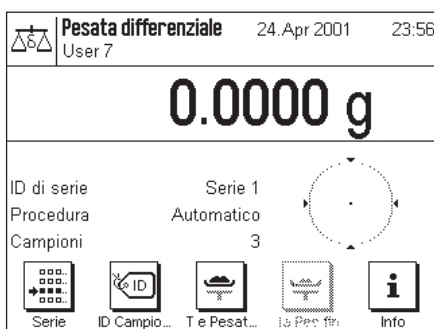 Pesata differenziale 24.Apr 2001 23:56
User 7
0.0000 g
ID di serie Serie 1
Procedura Automatico
Campioni 3
ID
Serie ID Campio... T e Pesat... Info